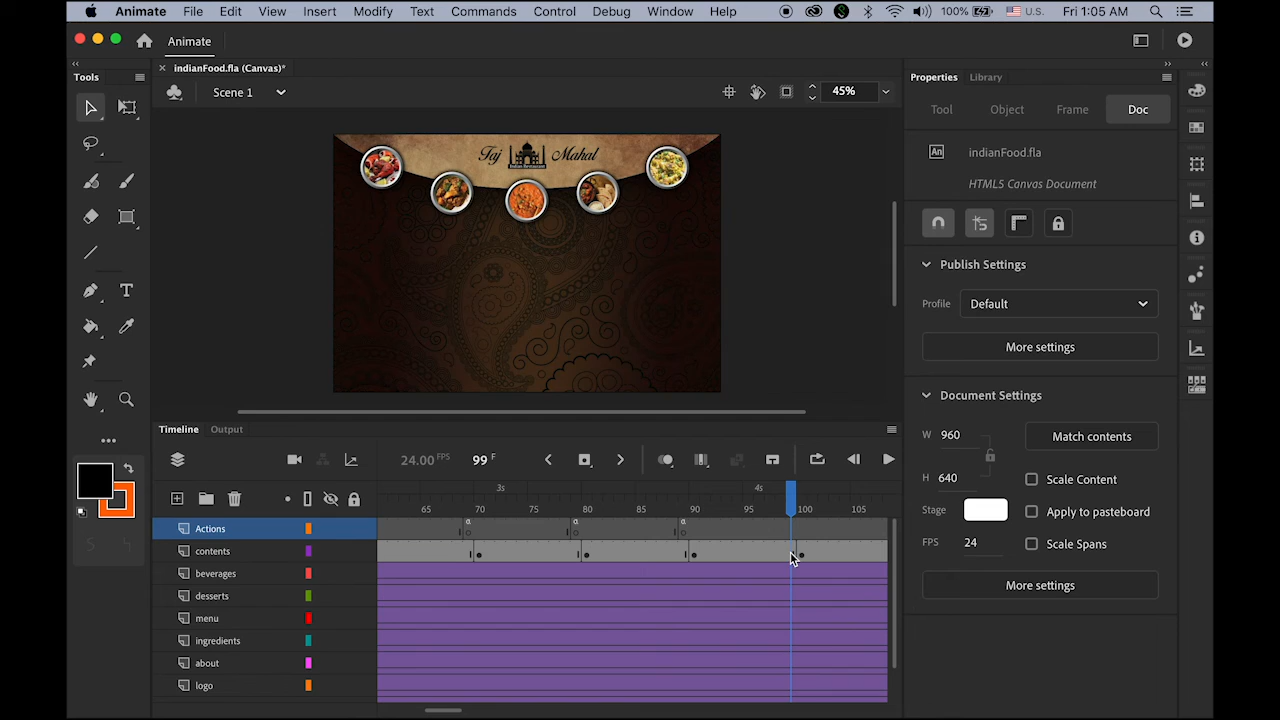 Animate File Edit View Insert Modify Text Commands Control Debug Window Help 100% U.S. Fri 1:05 AM
Animate
Tools
indianFood.fla (Canvas)*
Properties Library
Scene 1
45%
Tool Object Frame Doc
Taj Mahal
Indian Restaurant
An indianFood.fla
HTML5 Canvas Document
T
Publish Settings
Profile Default
More settings
Document Settings
W 960
Match contents
H 640
Scale Content
Stage
Apply to pasteboard
FPS 24
Scale Spans
More settings
Timeline Output
24.00 FPS 99 F
3s 4s
65 70 75 80 85 90 95 100 105
Actions
contents
beverages
desserts
menu
ingredients
about
logo